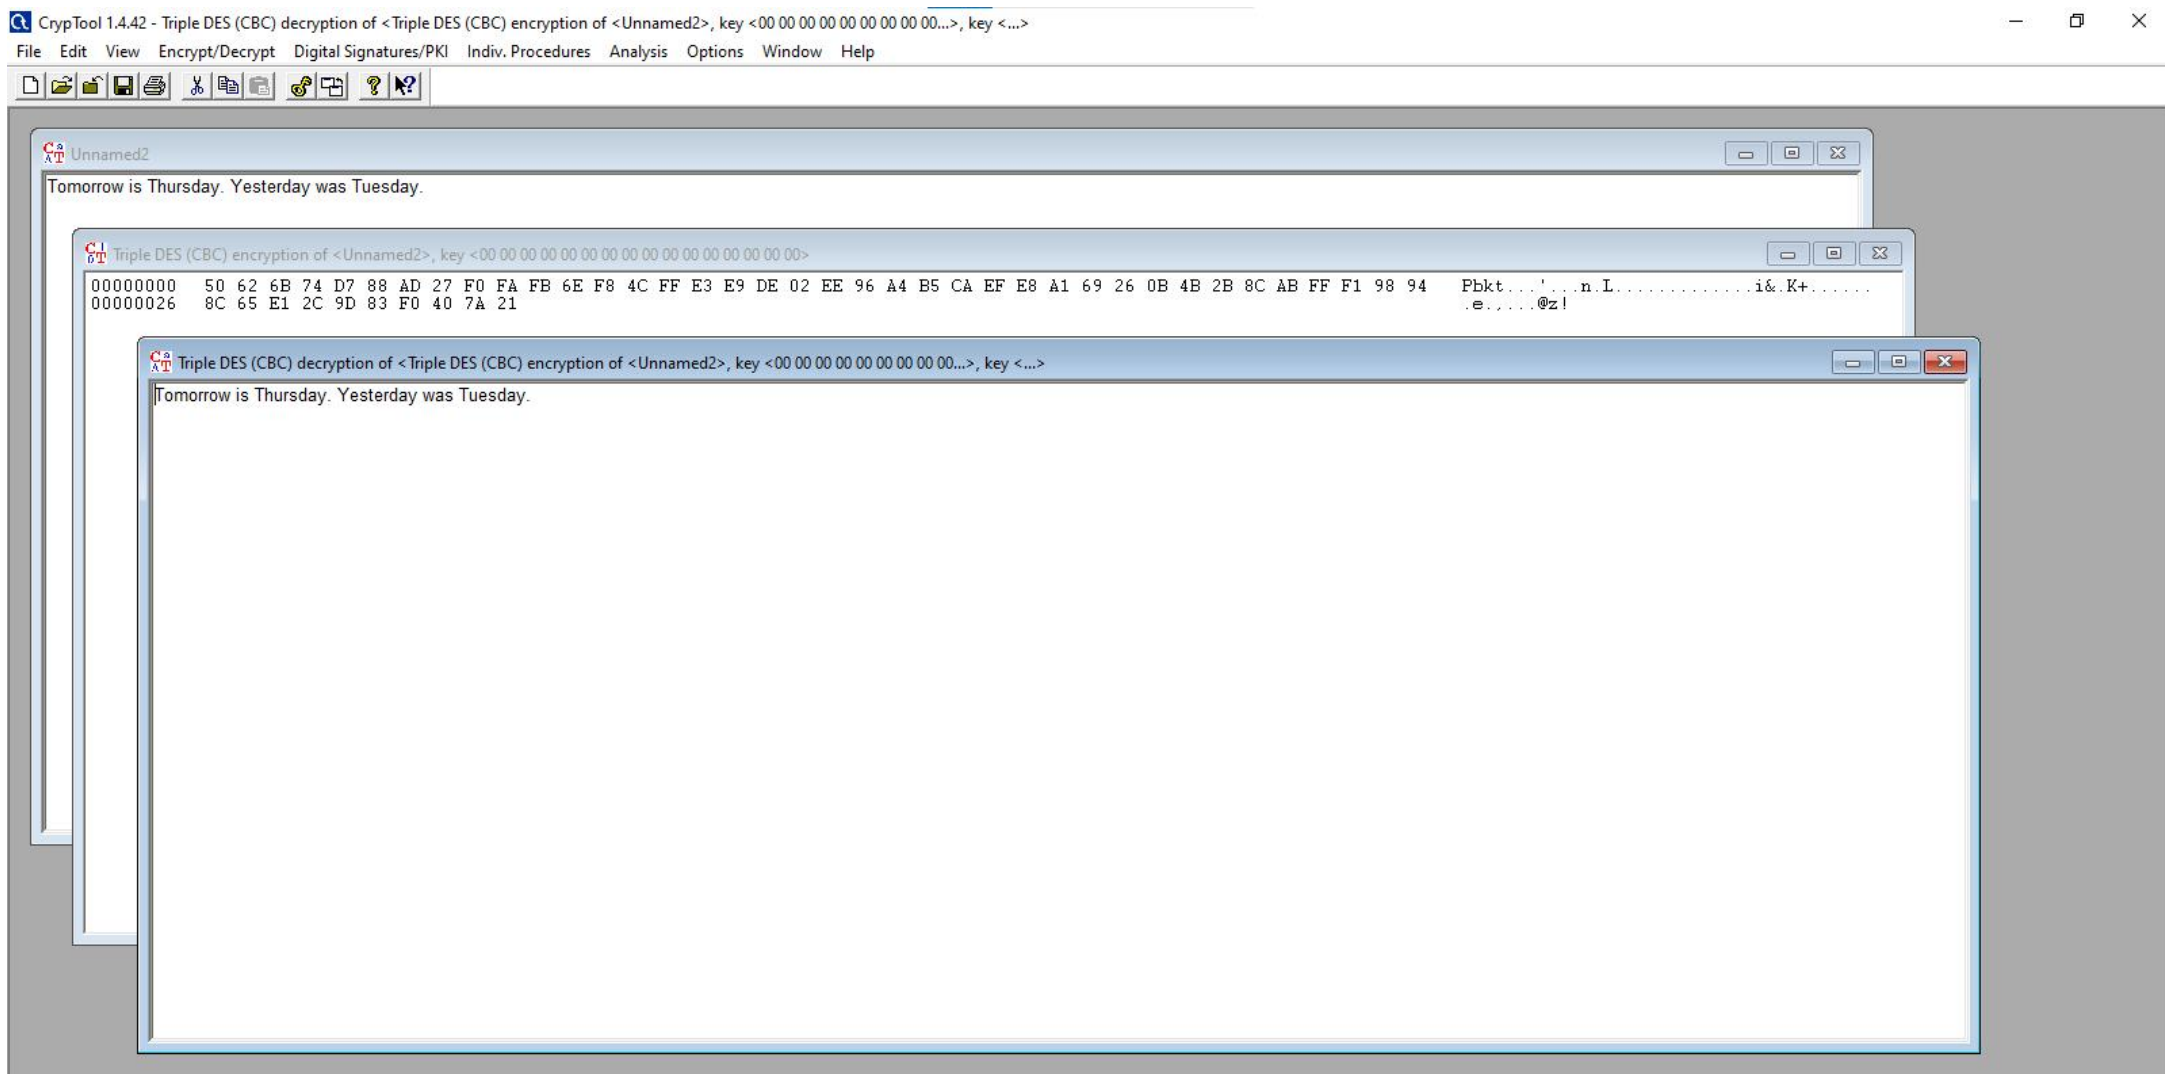 CrypTool 1.4.42 - Triple DES (CBC) decryption of <Triple DES (CBC) encryption of <Unnamed2>, key <00 00 00 00 00 00 00 00 00...>, key <...>
File Edit View Encrypt/Decrypt Digital Signatures/PKI Indiv. Procedures Analysis Options Window Help
Unnamed2
Tomorrow is Thursday. Yesterday was Tuesday.
Triple DES (CBC) encryption of <Unnamed2>, key <00 00 00 00 00 00 00 00 00 00 00 00 00 00 00 00>
00000000 50 62 6B 74 D7 88 AD 27 F0 FA FB 6E F8 4C FF E3 E9 DE 02 EE 96 A4 B5 CA EF E8 A1 69 26 0B 4B 2B 8C AB FF F1 98 94 Pbkt...'...n.L.............i&.K+......
00000026 8C 65 E1 2C 9D 83 F0 40 7A 21 .e.,...@z!
Triple DES (CBC) decryption of <Triple DES (CBC) encryption of <Unnamed2>, key <00 00 00 00 00 00 00 00 00...>, key <...>
Tomorrow is Thursday. Yesterday was Tuesday.